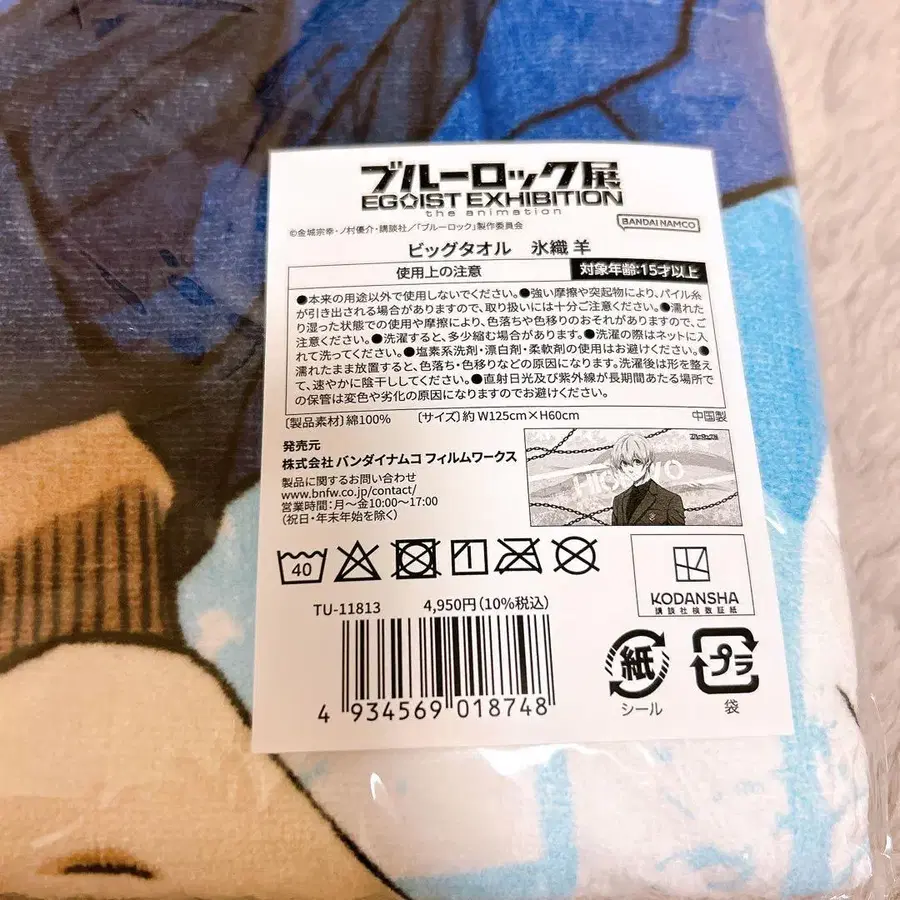 ブルーロック展
EGOIST EXHIBITION
the animation
©金城宗幸・ノ村優介・講談社/「ブルーロック」製作委員会
BANDAI NAMCO
ビッグタオル 氷織 羊
使用上の注意
対象年齢:15才以上
●本来の用途以外で使用しないでください。●強い摩擦や突起物により、パイル糸
が引き出される場合がありますので、取り扱いには十分ご注意ください。●濡れた
り湿った状態での使用や摩擦により、色落ちや色移りのおそれがありますので、ご
注意ください。●洗濯すると、多少縮む場合があります。●洗濯の際はネットに入
れて洗ってください。●塩素系洗剤・漂白剤・柔軟剤の使用はお避けください。●
濡れたまま放置すると、色落ち・色移りなどの原因になります。洗濯後は形を整え
て、速やかに陰干ししてください。●直射日光及び紫外線が長期間あたる場所で
の保管は変色や劣化の原因になりますのでお避けください。
〔製品素材〕綿100% 〔サイズ〕約 W125cm×H60cm 中国製
発売元
株式会社 バンダイナムコ フィルムワークス
製品に関するお問い合わせ
www.bnfw.co.jp/contact/
営業時間:月〜金10:00〜17:00
(祝日・年末年始を除く)
40
TU-11813 4,950円(10%税込)
KODANSHA
講談社検数証紙
4 934569 018748
紙
シール
プラ
袋